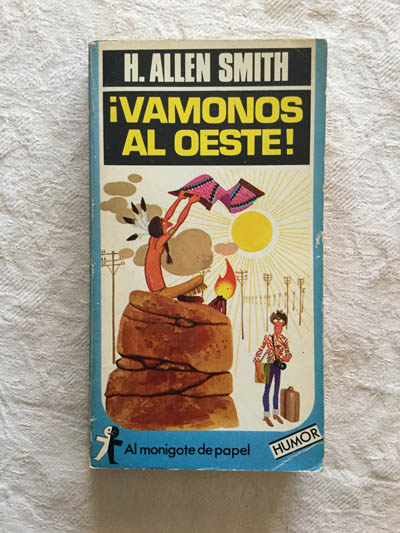 H. ALLEN SMITH
¡VAMONOS
AL OESTE!
Al monigote de papel
HUMOR